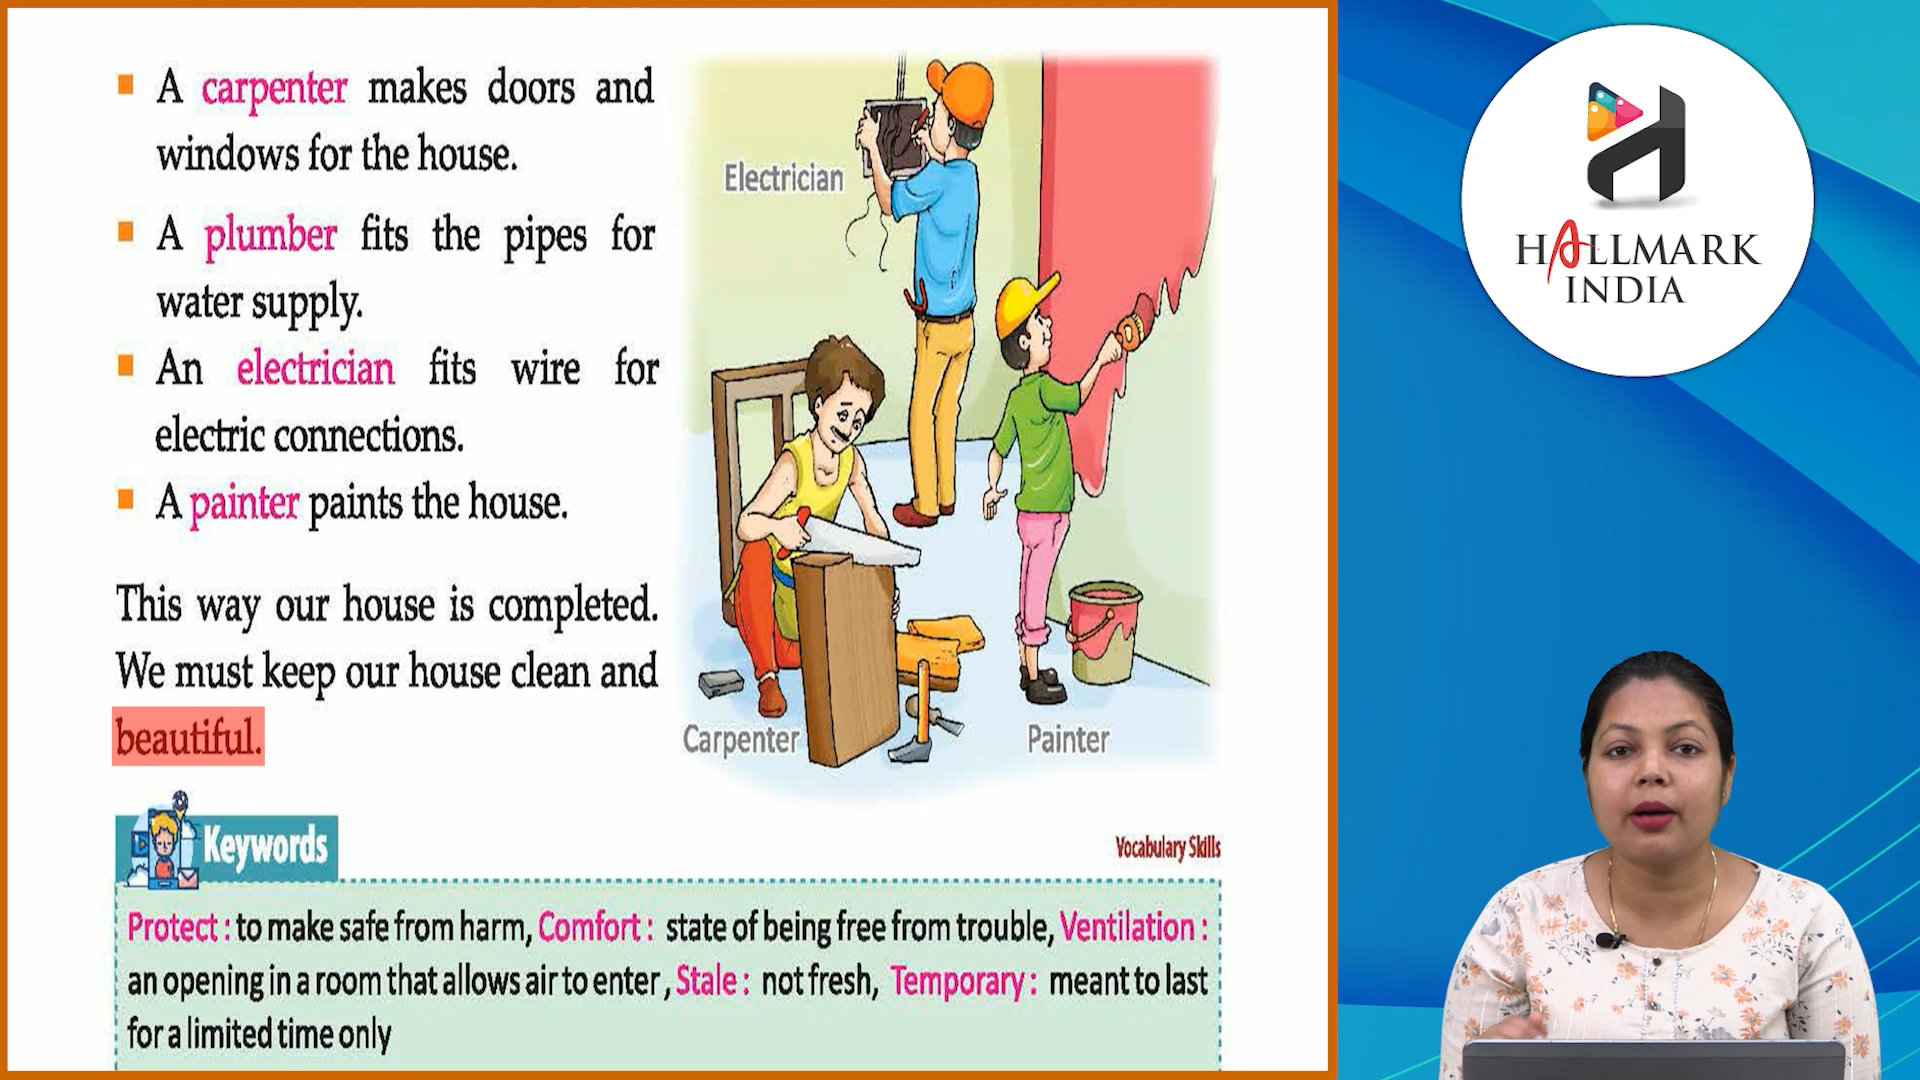 A carpenter makes doors and
windows for the house.
A plumber fits the pipes for
water supply.
An electrician fits wire for
electric connections.
A painter paints the house.
This way our house is completed.
We must keep our house clean and
beautiful.
Electrician
Carpenter
Painter
Keywords
Vocabulary Skills
Protect : to make safe from harm, Comfort : state of being free from trouble, Ventilation :
an opening in a room that allows air to enter, Stale : not fresh, Temporary : meant to last
for a limited time only
HALLMARK
INDIA